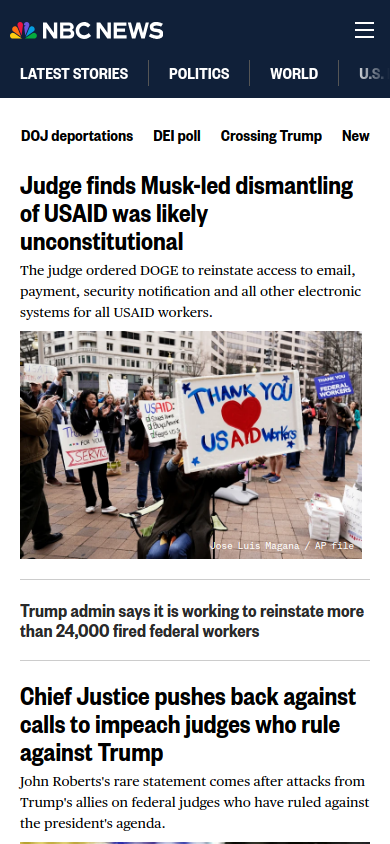 NBC NEWS
LATEST STORIES
POLITICS
WORLD
U.S.
DOJ deportations
DEI poll
Crossing Trump
New
Judge finds Musk-led dismantling
of USAID was likely
unconstitutional
The judge ordered DOGE to reinstate access to email,
payment, security notification and all other electronic
systems for all USAID workers.
THANK YOU
USAID Workers
USAID:
THANK
FEDERAL
WORKERS
FOR YOUR
SERVICE
Jose Luis Magana / AP file
Trump admin says it is working to reinstate more
than 24,000 fired federal workers
Chief Justice pushes back against
calls to impeach judges who rule
against Trump
John Roberts's rare statement comes after attacks from
Trump's allies on federal judges who have ruled against
the president's agenda.